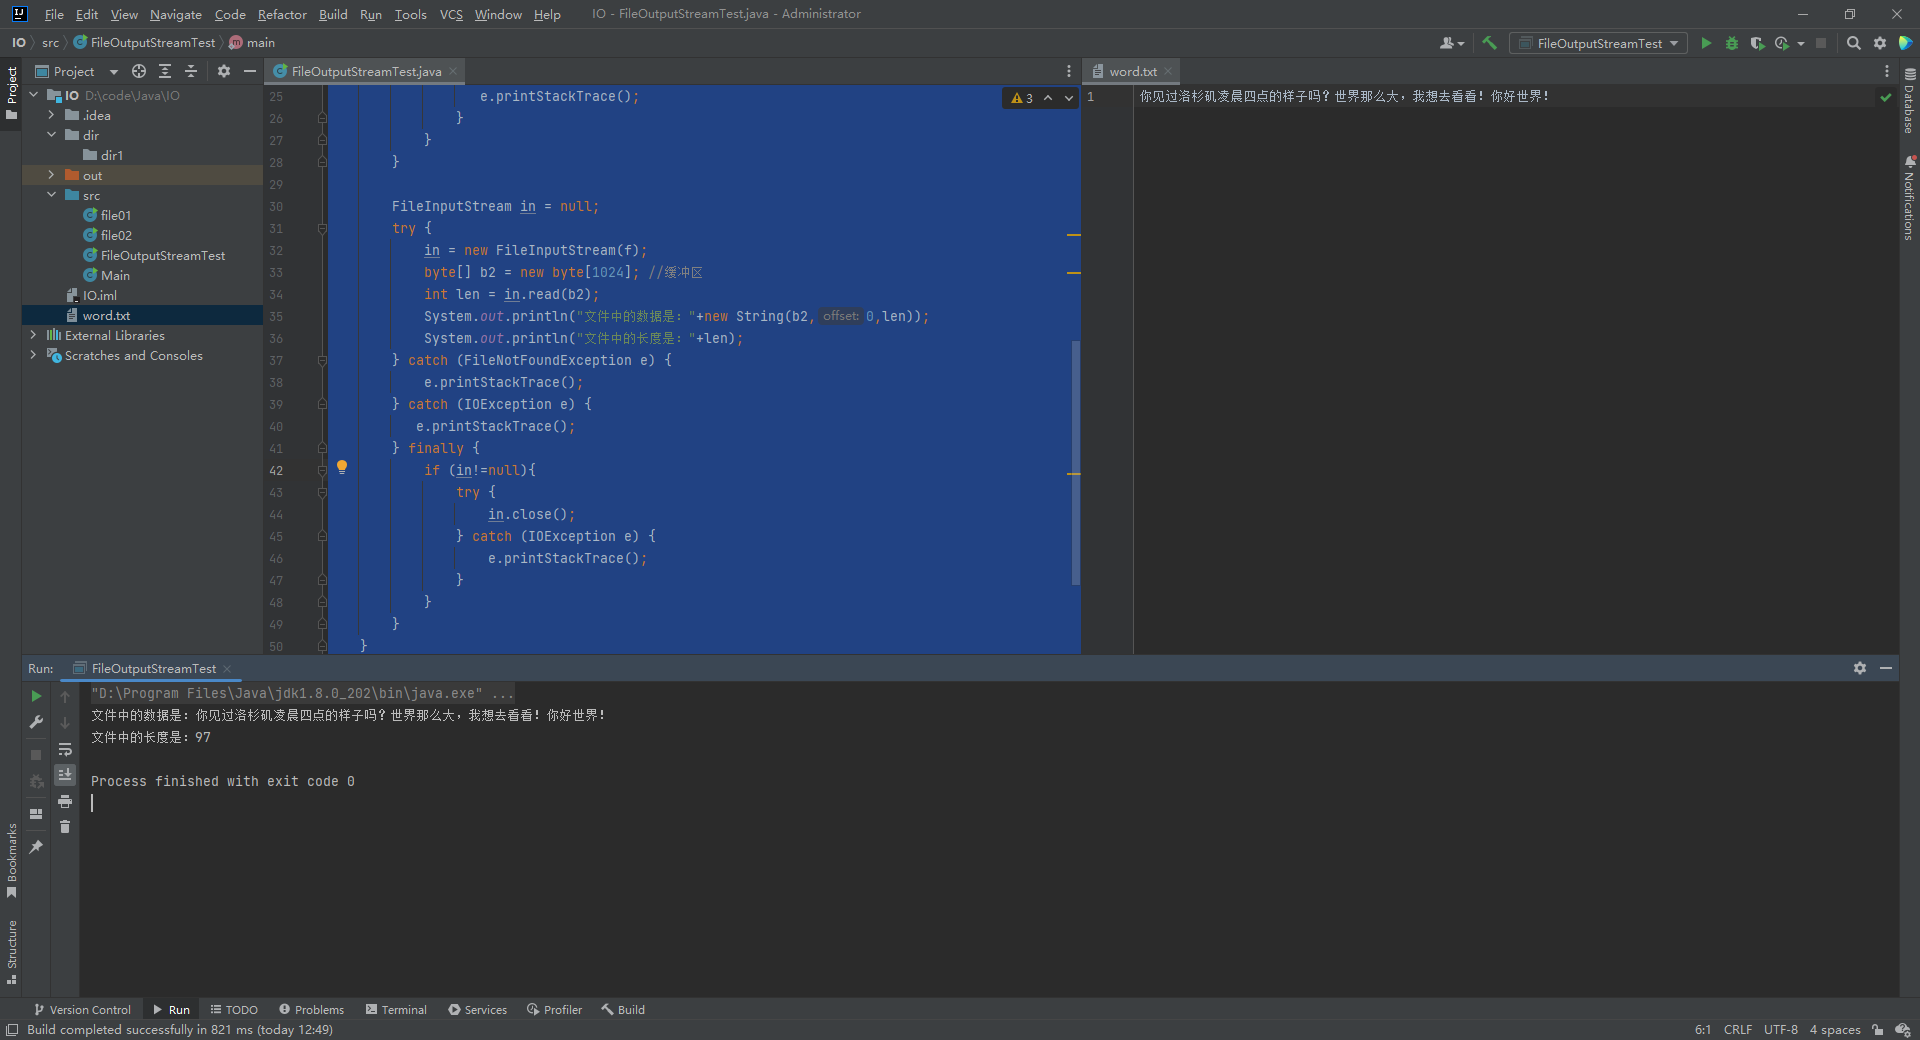 File Edit View Navigate Code Refactor Build Run Tools VCS Window Help IO - FileOutputStreamTest.java - Administrator
IO src FileOutputStreamTest main FileOutputStreamTest
Project
Project
FileOutputStreamTest.java
word.txt
IO D:\code\Java\IO
.idea
dir
dir1
out
src
file01
file02
FileOutputStreamTest
Main
IO.iml
word.txt
External Libraries
Scratches and Consoles
25 e.printStackTrace();
26 }
27 }
28 }
29
30 FileInputStream in = null;
31 try {
32 in = new FileInputStream(f);
33 byte[] b2 = new byte[1024]; //缓冲区
34 int len = in.read(b2);
35 System.out.println("文件中的数据是: "+new String(b2, offset: 0,len));
36 System.out.println("文件中的长度是: "+len);
37 } catch (FileNotFoundException e) {
38 e.printStackTrace();
39 } catch (IOException e) {
40 e.printStackTrace();
41 } finally {
42 if (in!=null){
43 try {
44 in.close();
45 } catch (IOException e) {
46 e.printStackTrace();
47 }
48 }
49 }
50 }
3
1 你见过洛杉矶凌晨四点的样子吗？世界那么大，我想去看看！你好世界！
Database
Notifications
Run: FileOutputStreamTest
"D:\Program Files\Java\jdk1.8.0_202\bin\java.exe" ...
文件中的数据是: 你见过洛杉矶凌晨四点的样子吗？世界那么大，我想去看看！你好世界！
文件中的长度是: 97
Process finished with exit code 0
Bookmarks
Structure
Version Control Run TODO Problems Terminal Services Profiler Build
Build completed successfully in 821 ms (today 12:49) 6:1 CRLF UTF-8 4 spaces